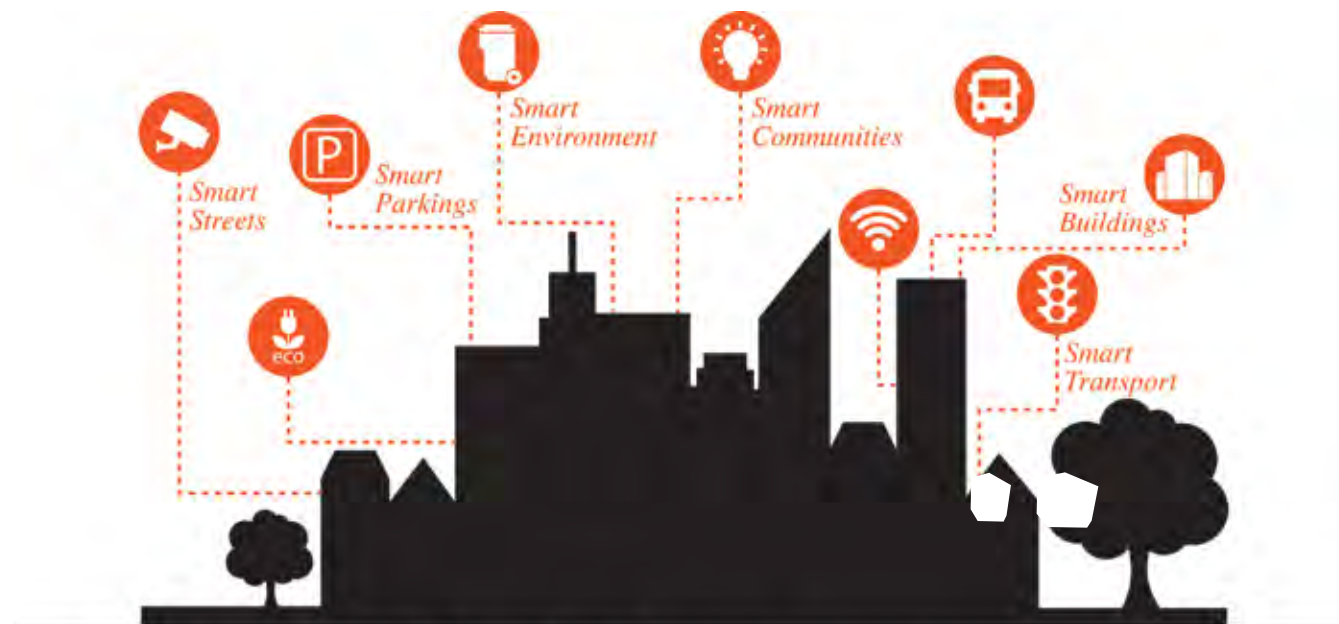 Smart
Environment
Smart
Communities
P
Smart
Parkings
Smart
Streets
Smart
Buildings
eco
Smart
Transport